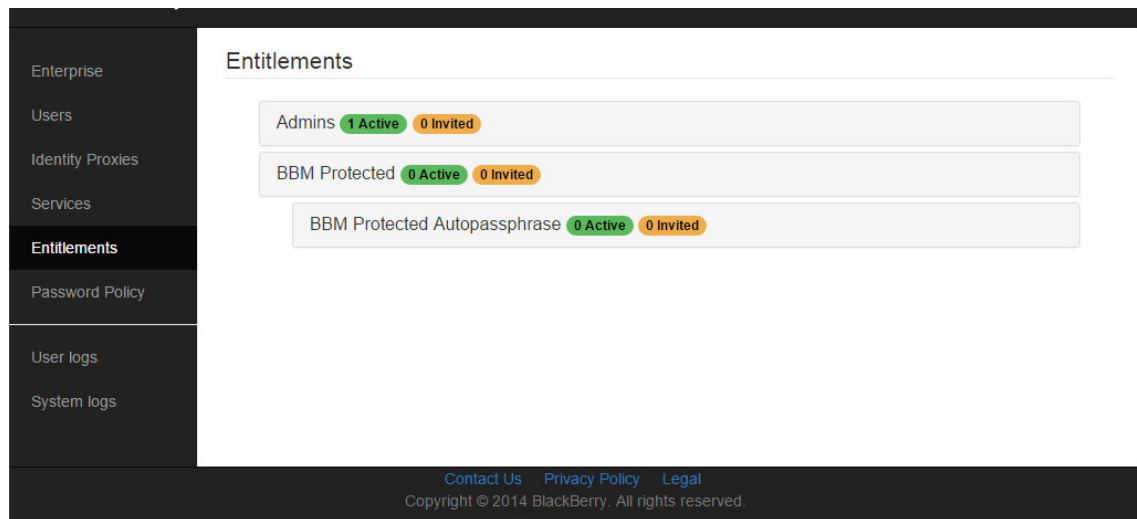 Enterprise
Users
Identity Proxies
Services
Entitlements
Password Policy
User logs
System logs
Entitlements
Admins 1 Active 0 Invited
BBM Protected 0 Active 0 Invited
BBM Protected Autopassphrase 0 Active 0 Invited
Contact Us Privacy Policy Legal
Copyright © 2014 BlackBerry. All rights reserved.